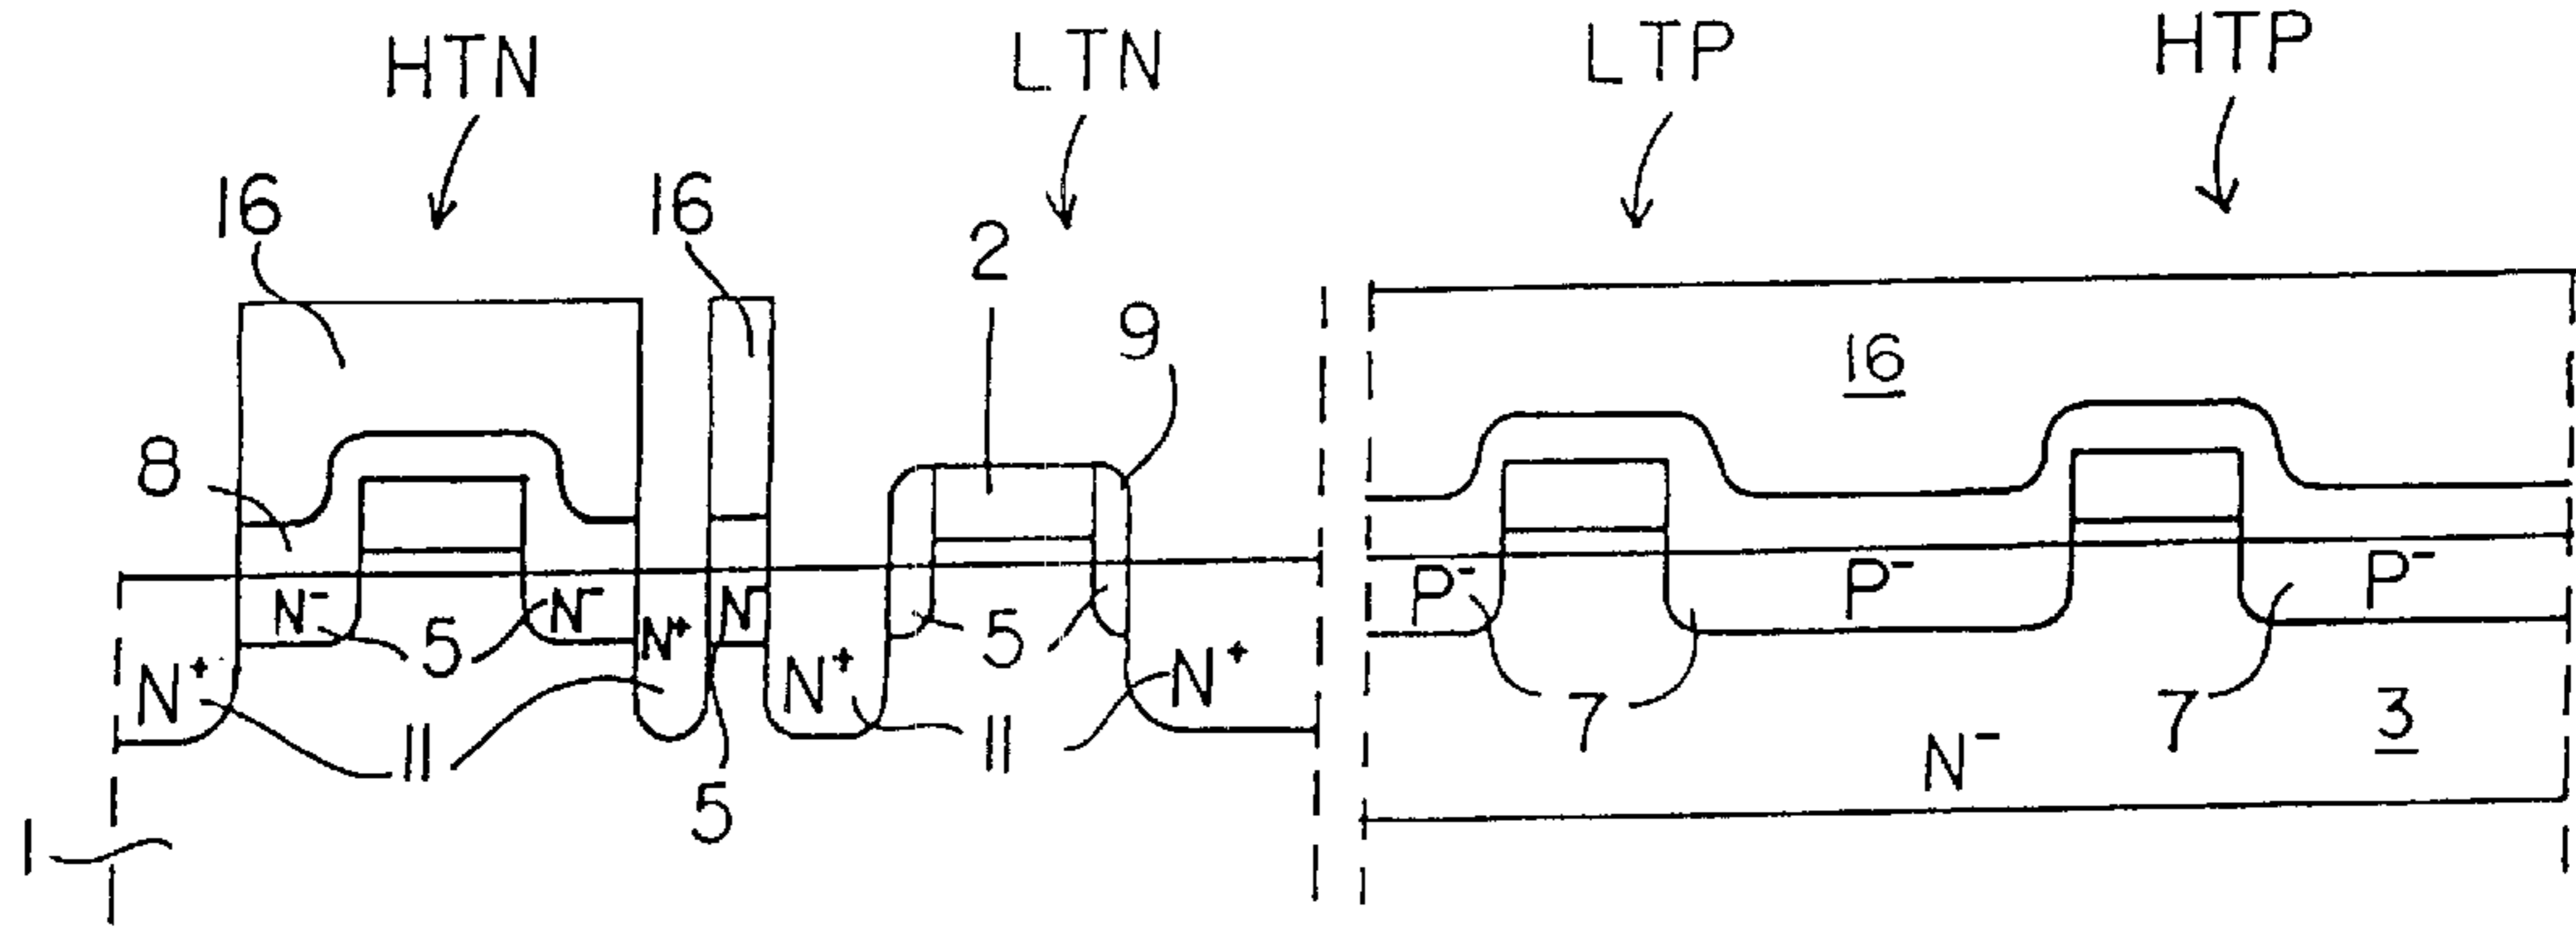 HTN LTN LTP HTP
16 16 2 9 16
8
N⁻ 5 N⁻ N⁺ N⁻ 5 P⁻ P⁻ P⁻
N⁺ N⁺ N⁺
11 11 7 7 3
5 N⁻
1